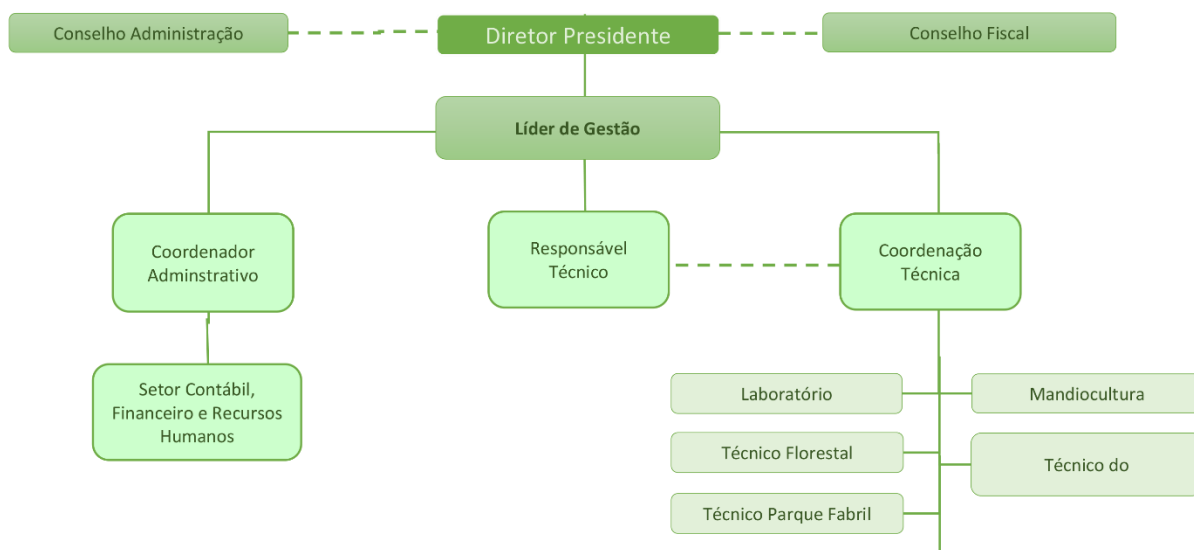 Conselho Administração
Diretor Presidente
Conselho Fiscal
Líder de Gestão
Coordenador
Adminstrativo
Responsável
Técnico
Coordenação
Técnica
Setor Contábil,
Financeiro e Recursos
Humanos
Laboratório
Mandiocultura
Técnico Florestal
Técnico do
Técnico Parque Fabril